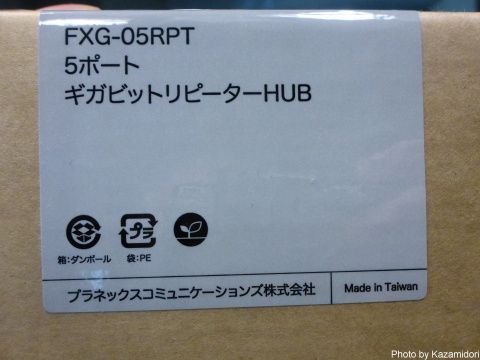 FXG-05RPT
5ポート
ギガビットリピーターHUB
プラ
箱：ダンボール 袋：PE
プラネックスコミュニケーションズ株式会社 Made in Taiwan
Photo by Kazamidori